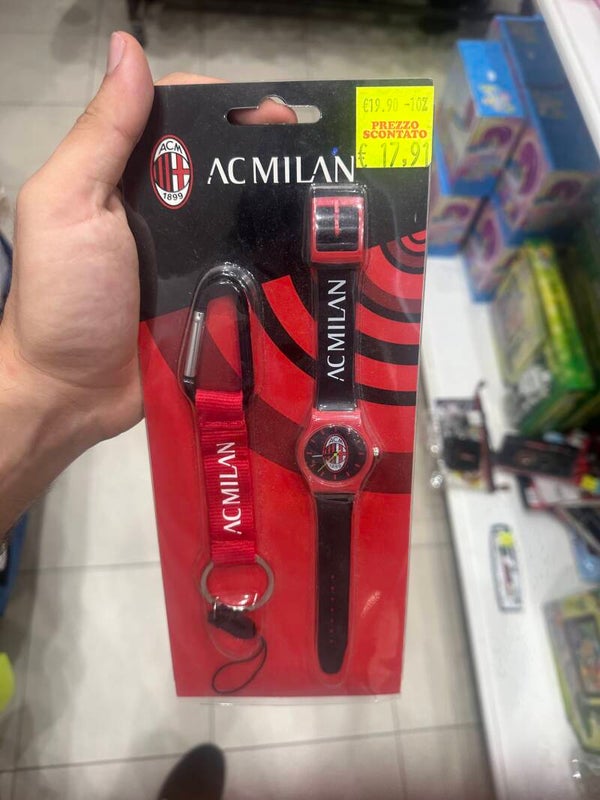 €19.90 -10%
PREZZO
SCONTATO
€ 17,91
ACM
1899
AC MILAN
AC MILAN
AC MILAN